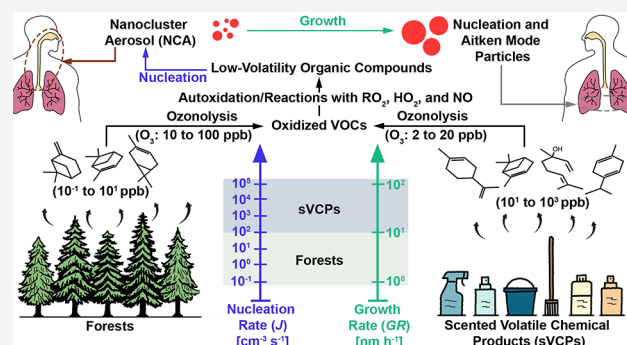 Nanocluster
Aerosol (NCA)
Growth
Nucleation and
Aitken Mode
Particles
Nucleation
Low-Volatility Organic Compounds
Autoxidation/Reactions with RO₂, HO₂, and NO
Ozonolysis
(O₃: 10 to 100 ppb)
Oxidized VOCs
Ozonolysis
(O₃: 2 to 20 ppb)
OH
(10⁻¹ to 10¹ ppb)
(10¹ to 10³ ppb)
J
GR
10⁵
10⁴
10³
10²
10¹
10⁰
10⁻¹
10²
10¹
10⁰
sVCPs
Forests
Forests
Nucleation
Rate (J)
[cm⁻³ s⁻¹]
Growth
Rate (GR)
[nm h⁻¹]
Scented Volatile Chemical
Products (sVCPs)